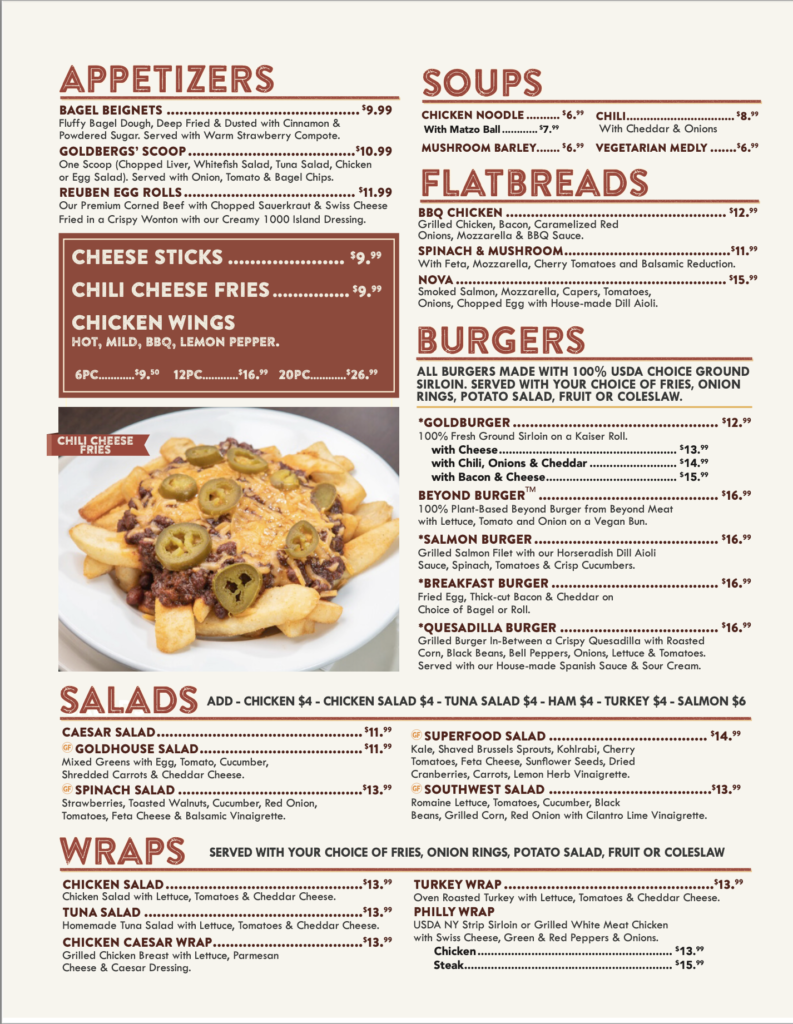 APPETIZERS
BAGEL BEIGNETS ........................................ $9.99
Fluffy Bagel Dough, Deep Fried & Dusted with Cinnamon &
Powdered Sugar. Served with Warm Strawberry Compote.
GOLDBERGS' SCOOP ................................... $10.99
One Scoop (Chopped Liver, Whitefish Salad, Tuna Salad, Chicken
or Egg Salad). Served with Onion, Tomato & Bagel Chips.
REUBEN EGG ROLLS .................................... $11.99
Our Premium Corned Beef with Chopped Sauerkraut & Swiss Cheese
Fried in a Crispy Wonton with our Creamy 1000 Island Dressing.
CHEESE STICKS .................... $9.99
CHILI CHEESE FRIES ............. $9.99
CHICKEN WINGS
HOT, MILD, BBQ, LEMON PEPPER.
6PC............$9.50 12PC............$16.99 20PC............$26.99
CHILI CHEESE
FRIES
SOUPS
CHICKEN NOODLE .......... $6.99 CHILI............................ $8.99
With Matzo Ball ............ $7.99 With Cheddar & Onions
MUSHROOM BARLEY....... $6.99 VEGETARIAN MEDLY .......$6.99
FLATBREADS
BBQ CHICKEN ................................................ $12.99
Grilled Chicken, Bacon, Caramelized Red
Onions, Mozzarella & BBQ Sauce.
SPINACH & MUSHROOM...................................$11.99
With Feta, Mozzarella, Cherry Tomatoes and Balsamic Reduction.
NOVA ............................................................$15.99
Smoked Salmon, Mozzarella, Capers, Tomatoes,
Onions, Chopped Egg with House-made Dill Aioli.
BURGERS
ALL BURGERS MADE WITH 100% USDA CHOICE GROUND
SIRLOIN. SERVED WITH YOUR CHOICE OF FRIES, ONION
RINGS, POTATO SALAD, FRUIT OR COLESLAW.
*GOLDBURGER ............................................. $12.99
100% Fresh Ground Sirloin on a Kaiser Roll.
with Cheese.................................................. $13.99
with Chili, Onions & Cheddar ........................ $14.99
with Bacon & Cheese.................................... $15.99
BEYOND BURGER™ ....................................... $16.99
100% Plant-Based Beyond Burger from Beyond Meat
with Lettuce, Tomato and Onion on a Vegan Bun.
*SALMON BURGER ........................................ $16.99
Grilled Salmon Filet with our Horseradish Dill Aioli
Sauce, Spinach, Tomatoes & Crisp Cucumbers.
*BREAKFAST BURGER ..................................... $16.99
Fried Egg, Thick-cut Bacon & Cheddar on
Choice of Bagel or Roll.
*QUESADILLA BURGER ................................... $16.99
Grilled Burger In-Between a Crispy Quesadilla with Roasted
Corn, Black Beans, Bell Peppers, Onions, Lettuce & Tomatoes.
Served with our House-made Spanish Sauce & Sour Cream.
SALADS ADD - CHICKEN $4 - CHICKEN SALAD $4 - TUNA SALAD $4 - HAM $4 - TURKEY $4 - SALMON $6
CAESAR SALAD............................................. $11.99
GF GOLDHOUSE SALAD.................................... $11.99
Mixed Greens with Egg, Tomato, Cucumber,
Shredded Carrots & Cheddar Cheese.
GF SPINACH SALAD ........................................$13.99
Strawberries, Toasted Walnuts, Cucumber, Red Onion,
Tomatoes, Feta Cheese & Balsamic Vinaigrette.
GF SUPERFOOD SALAD ................................... $14.99
Kale, Shaved Brussels Sprouts, Kohlrabi, Cherry
Tomatoes, Feta Cheese, Sunflower Seeds, Dried
Cranberries, Carrots, Lemon Herb Vinaigrette.
GF SOUTHWEST SALAD ....................................$13.99
Romaine Lettuce, Tomatoes, Cucumber, Black
Beans, Grilled Corn, Red Onion with Cilantro Lime Vinaigrette.
WRAPS SERVED WITH YOUR CHOICE OF FRIES, ONION RINGS, POTATO SALAD, FRUIT OR COLESLAW
CHICKEN SALAD...........................................$13.99
Chicken Salad with Lettuce, Tomatoes & Cheddar Cheese.
TUNA SALAD ...............................................$13.99
Homemade Tuna Salad with Lettuce, Tomatoes & Cheddar Cheese.
CHICKEN CAESAR WRAP................................$13.99
Grilled Chicken Breast with Lettuce, Parmesan
Cheese & Caesar Dressing.
TURKEY WRAP ..............................................$13.99
Oven Roasted Turkey with Lettuce, Tomatoes & Cheddar Cheese.
PHILLY WRAP
USDA NY Strip Sirloin or Grilled White Meat Chicken
with Swiss Cheese, Green & Red Peppers & Onions.
Chicken....................................................... $13.99
Steak.......................................................... $15.99